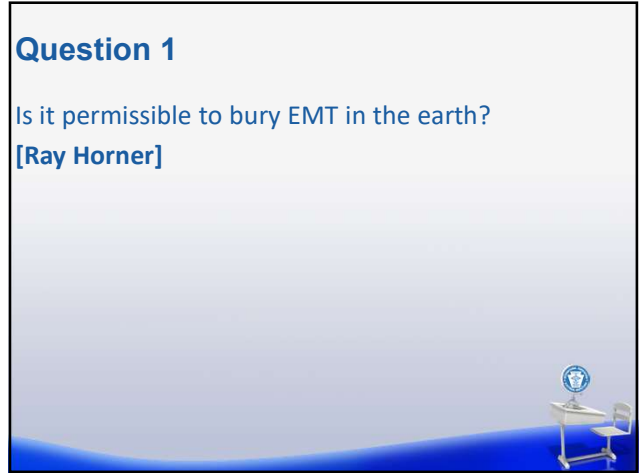 Question 1
Is it permissible to bury EMT in the earth?
[Ray Horner]